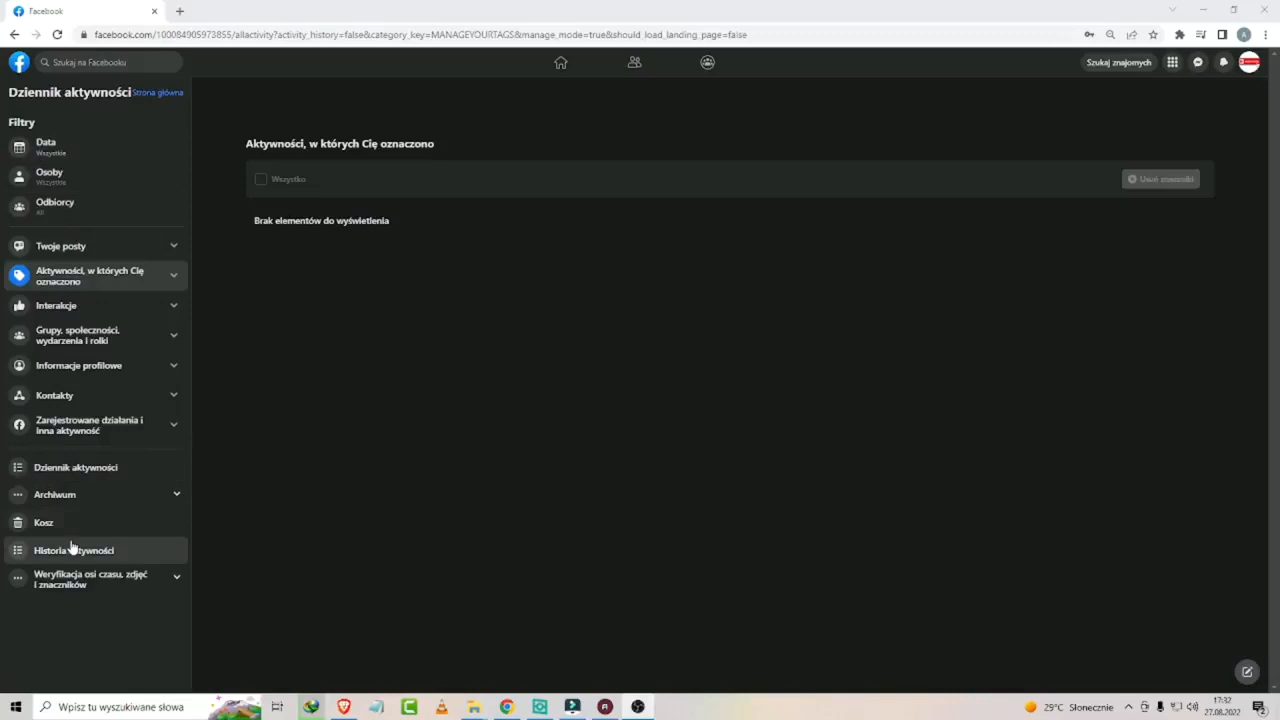 Facebook
facebook.com/100084905973855/allactivity?activity_history=false&category_key=MANAGEYOURTAGS&manage_mode=true&should_load_landing_page=false
A
Szukaj na Facebooku
Szukaj znajomych
Dziennik aktywności
Strona główna
Filtry
Data
Wszystkie
Osoby
Wszystkie
Odbiorcy
All
Twoje posty
Aktywności, w których Cię
oznaczono
Interakcje
Grupy, społeczności,
wydarzenia i rolki
Informacje profilowe
Kontakty
Zarejestrowane działania i
inna aktywność
Dziennik aktywności
Archiwum
Kosz
Historia aktywności
Weryfikacja osi czasu, zdjęć
i znaczników
Aktywności, w których Cię oznaczono
Wszystko
Usuń znaczniki
Brak elementów do wyświetlenia
Wpisz tu wyszukiwane słowa
29°C Słonecznie
17:32
27.08.2022
2